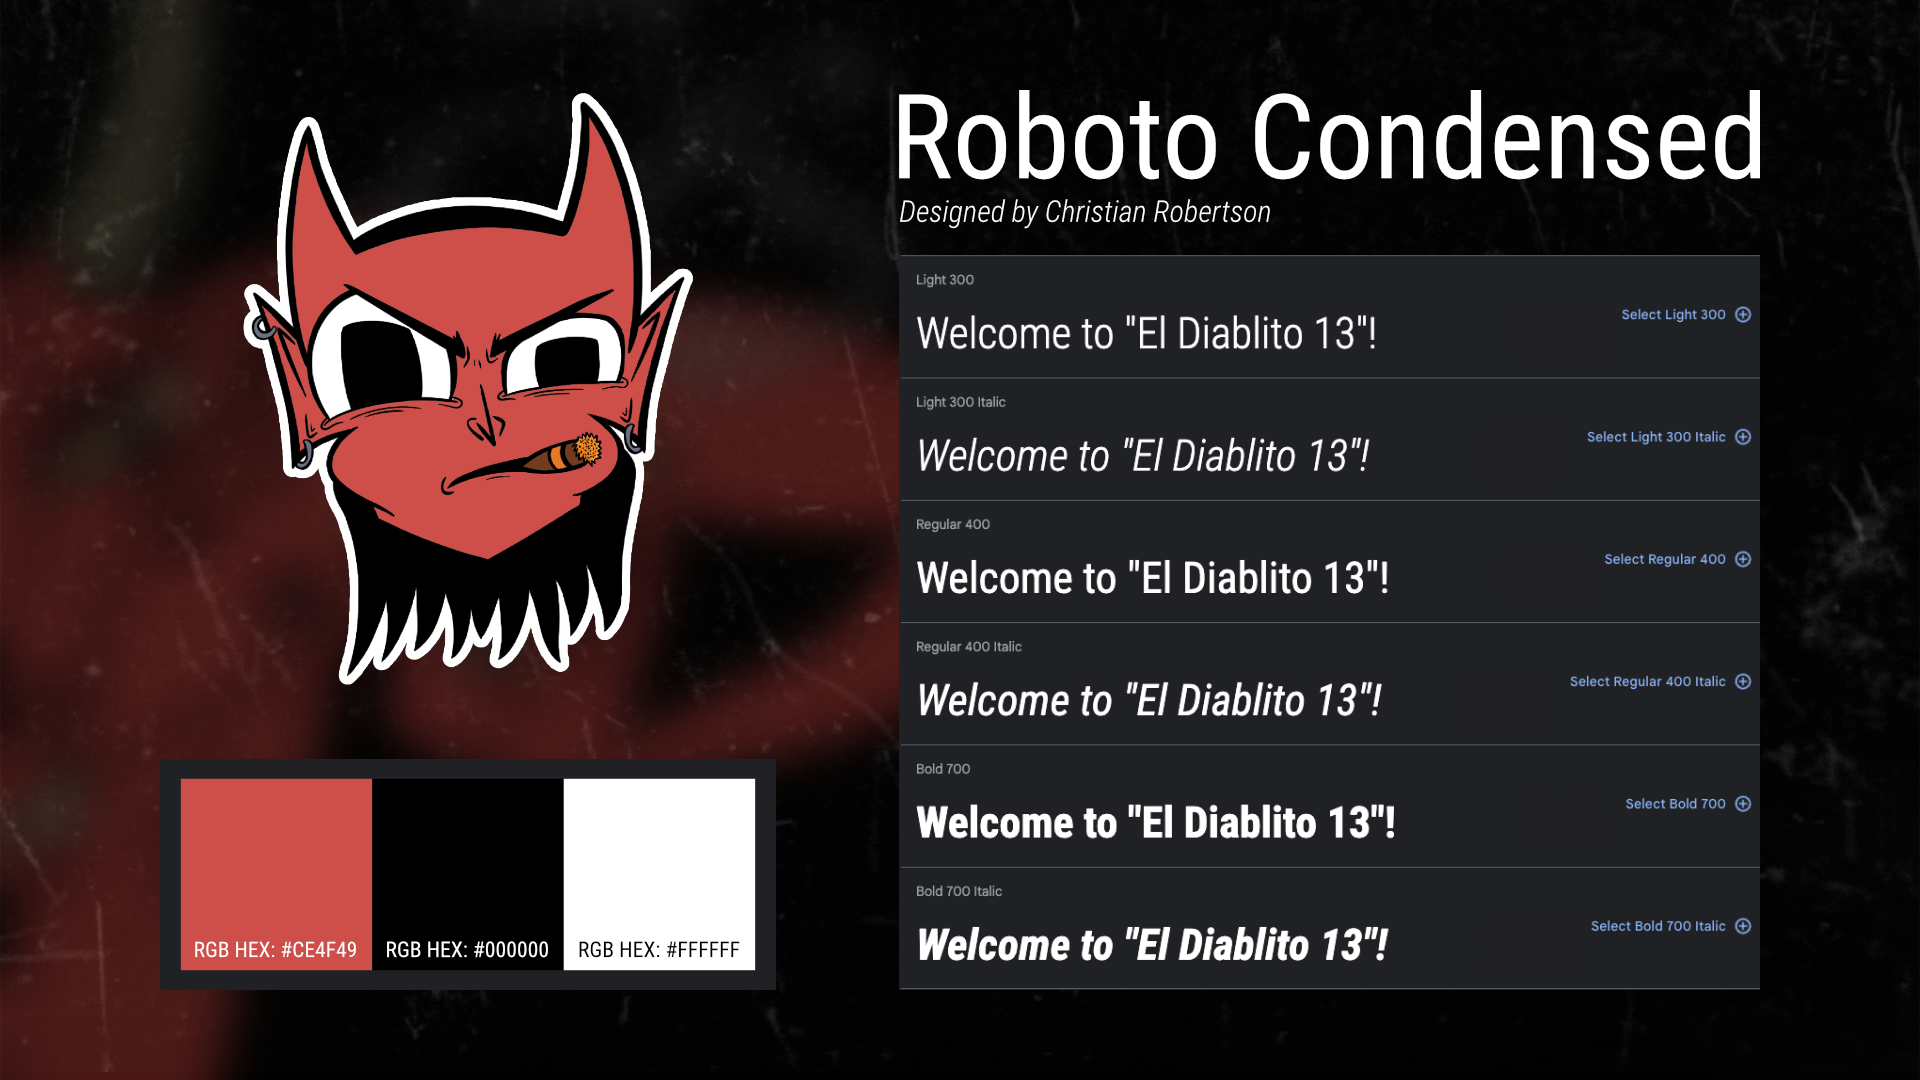 Roboto Condensed
Designed by Christian Robertson
Light 300
Welcome to "El Diablito 13"!
Select Light 300
Light 300 Italic
Welcome to "El Diablito 13"!
Select Light 300 Italic
Regular 400
Welcome to "El Diablito 13"!
Select Regular 400
Regular 400 Italic
Welcome to "El Diablito 13"!
Select Regular 400 Italic
Bold 700
Welcome to "El Diablito 13"!
Select Bold 700
Bold 700 Italic
Welcome to "El Diablito 13"!
Select Bold 700 Italic
RGB HEX: #CE4F49
RGB HEX: #000000
RGB HEX: #FFFFFF